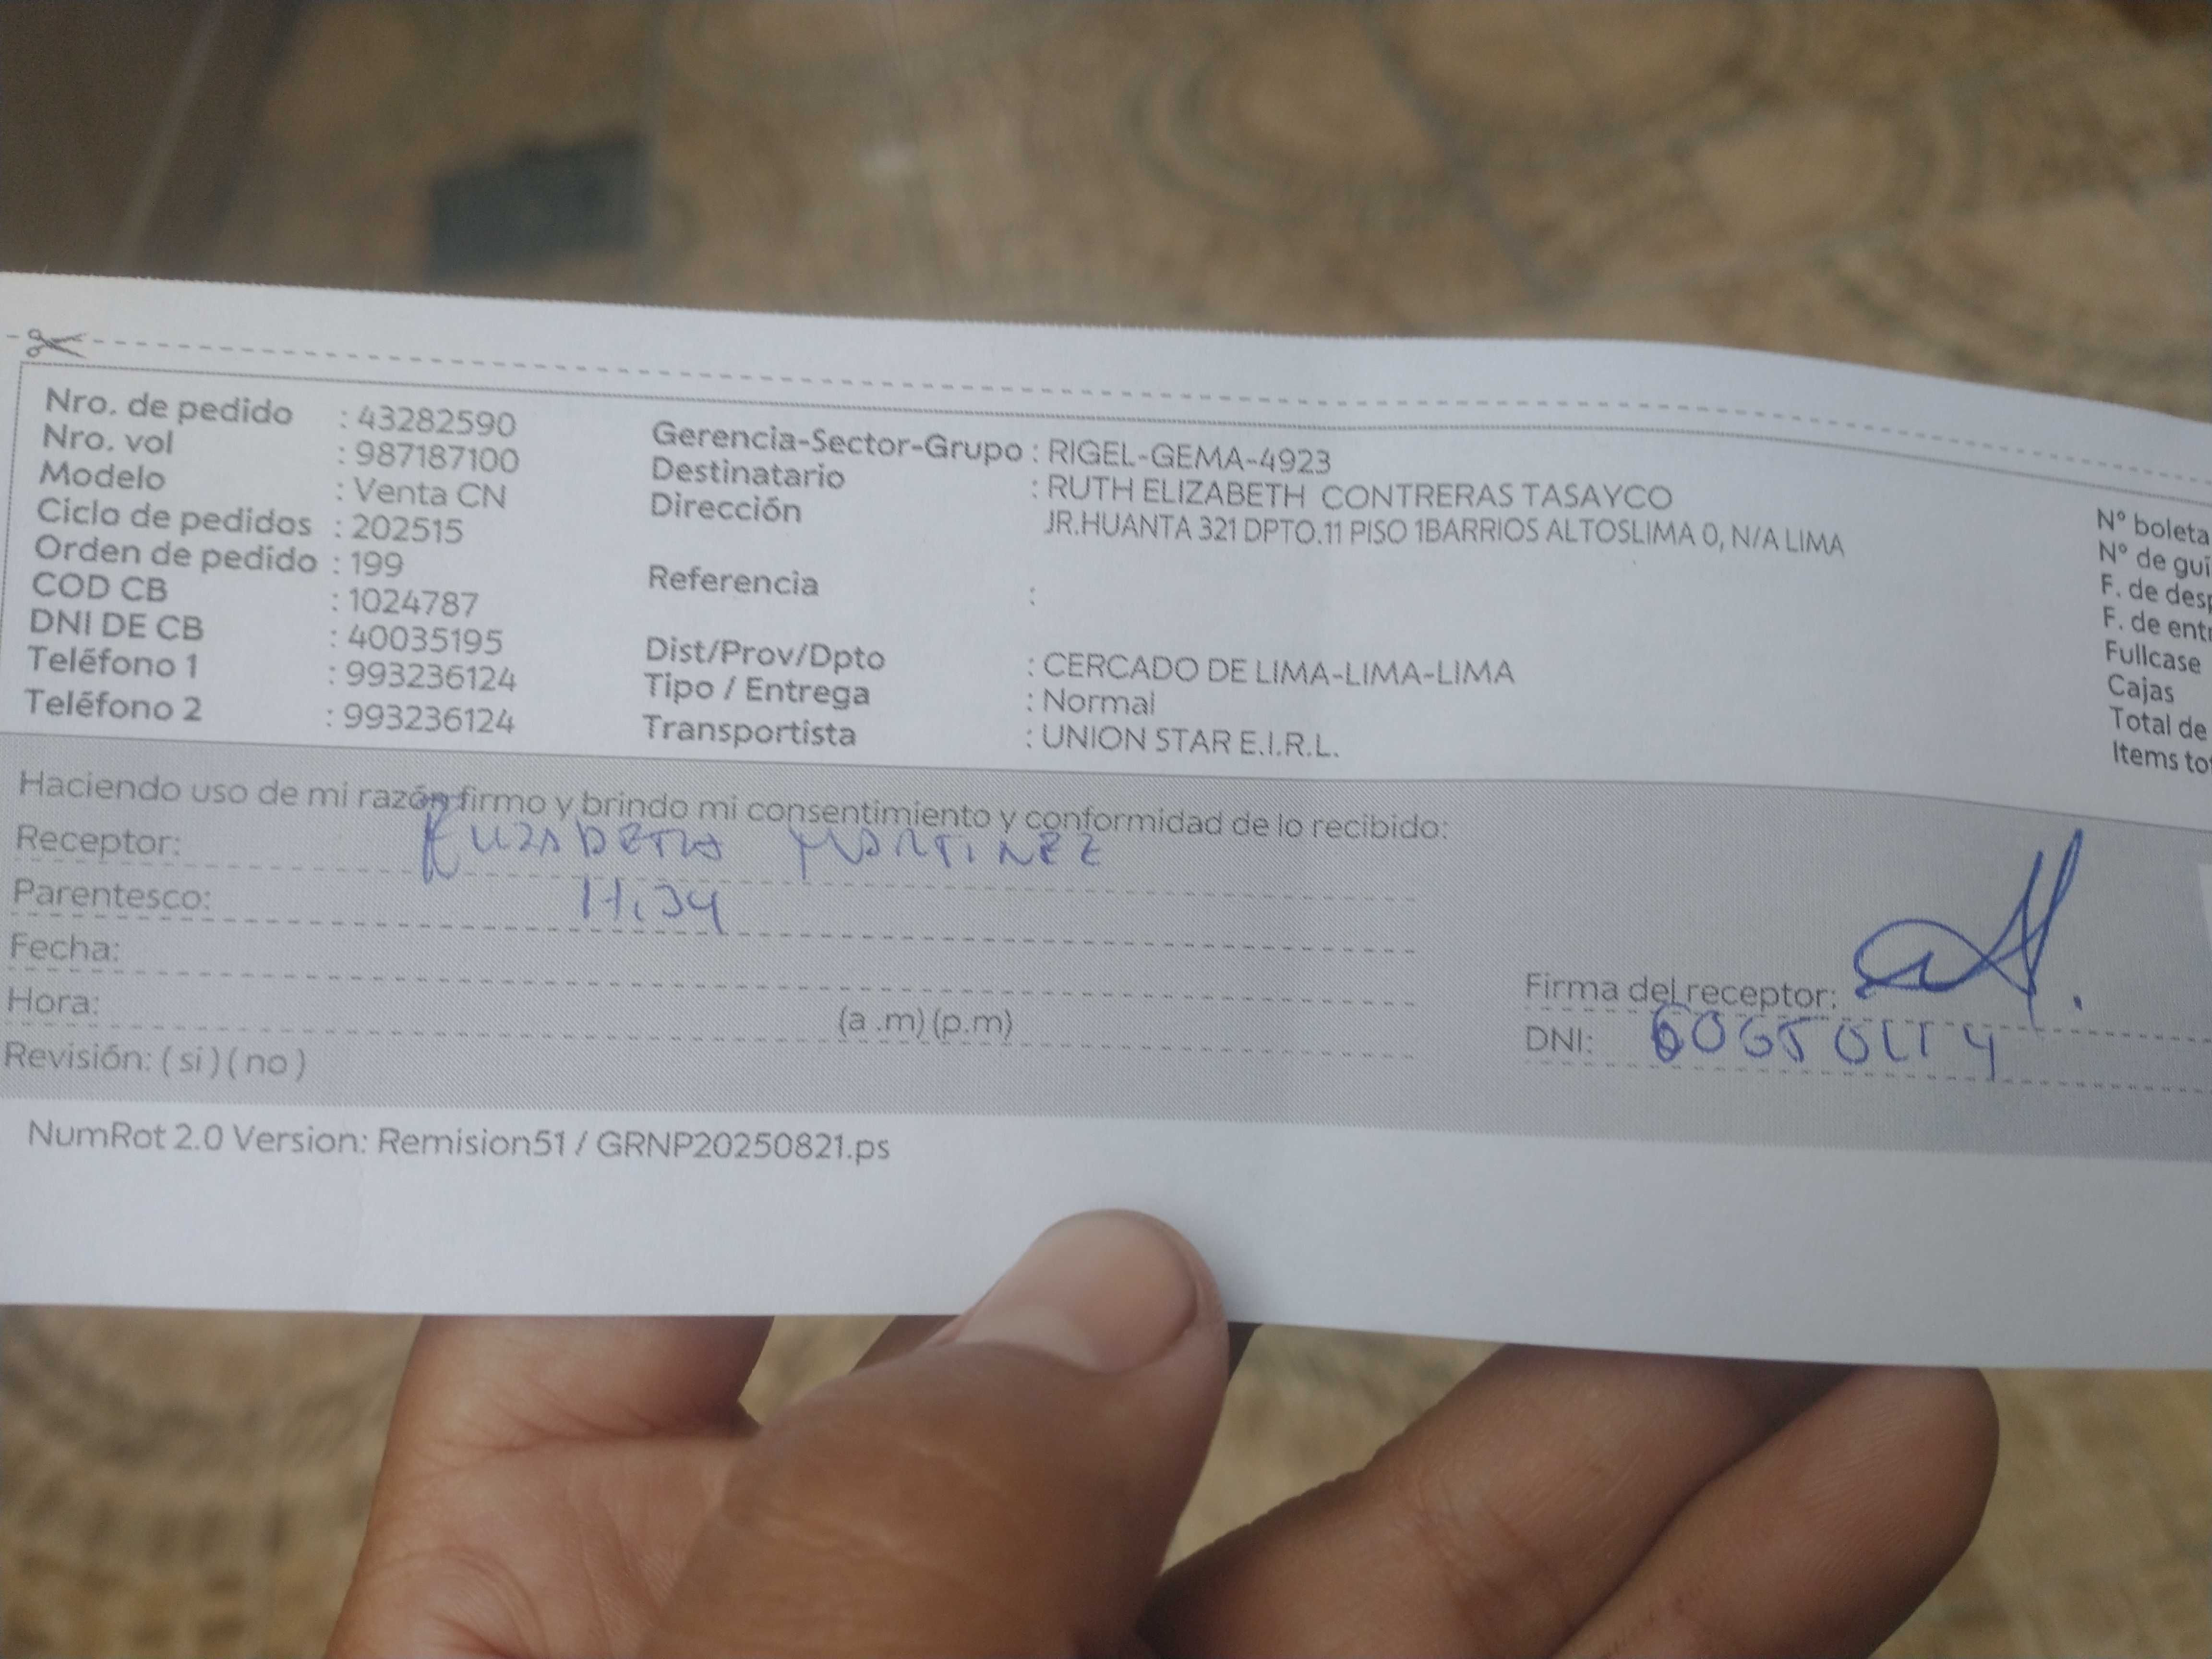 Nro. de pedido : 43282590
Nro. vol : 987187100
Modelo : Venta CN
Ciclo de pedidos : 202515
Orden de pedido : 199
COD CB : 1024787
DNI DE CB : 40035195
Teléfono 1 : 993236124
Teléfono 2 : 993236124
Gerencia-Sector-Grupo : RIGEL-GEMA-4923
Destinatario : RUTH ELIZABETH CONTRERAS TASAYCO
Dirección JR.HUANTA 321 DPTO.11 PISO 1BARRIOS ALTOSLIMA 0, N/A LIMA
Referencia :
Dist/Prov/Dpto : CERCADO DE LIMA-LIMA-LIMA
Tipo / Entrega : Normal
Transportista : UNION STAR E.I.R.L.
N° boleta
N° de guí
F. de desp
F. de entr
Fullcase
Cajas
Total de
Items tot
Haciendo uso de mi razón firmo y brindo mi consentimiento y conformidad de lo recibido:
Receptor: MARTINEZ
Parentesco:
Fecha:
Hora: (a .m) (p.m)
Revisión: ( si ) ( no )
Firma del receptor:
DNI:
NumRot 2.0 Version: Remision51 / GRNP20250821.ps